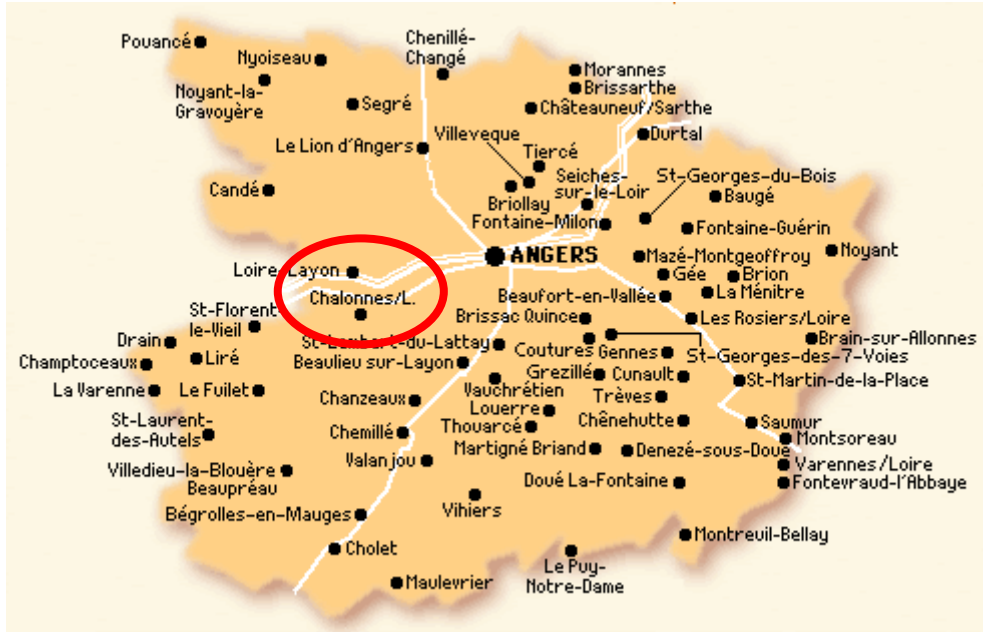 Pouancé
Chenillé-
Changé
Nyoiseau
Morannes
Noyant-la-
Gravoyère
Brissarthe
Segré
Châteauneuf/Sarthe
Villeveque
Durtal
Le Lion d'Angers
Tiercé
Seiches-
sur-le-Loir
St-Georges-du-Bois
Candé
Briollay
Baugé
Fontaine-Milon
Fontaine-Guérin
ANGERS
Mazé-Montgeoffroy
Noyant
Loire-Layon
Gée
Brion
Chalonnes/L.
Beaufort-en-Vallée
La Ménitre
St-Florent
le-Vieil
Brissac Quince
Les Rosiers/Loire
Drain
St-Lambert-du-Lattay
Brain-sur-Allonnes
Liré
Coutures
Gennes
St-Georges-des-7-Voies
Champtoceaux
Beaulieu sur-Layon
Grezillé
Cunault
La Varenne
Le Fuilet
Vauchrétien
St-Martin-de-la-Place
Chanzeaux
Louerre
Trèves
St-Laurent-
des-Autels
Thouarcé
Chênehutte
Saumur
Chemillé
Montsoreau
Martigné Briand
Denezé-sous-Doué
Valanjou
Varennes/Loire
Villedieu-la-Blouère
Beaupréau
Doué La-Fontaine
Fontevraud-l'Abbaye
Vihiers
Bégrolles-en-Mauges
Montreuil-Bellay
Cholet
Le Puy-
Notre-Dame
Maulevrier